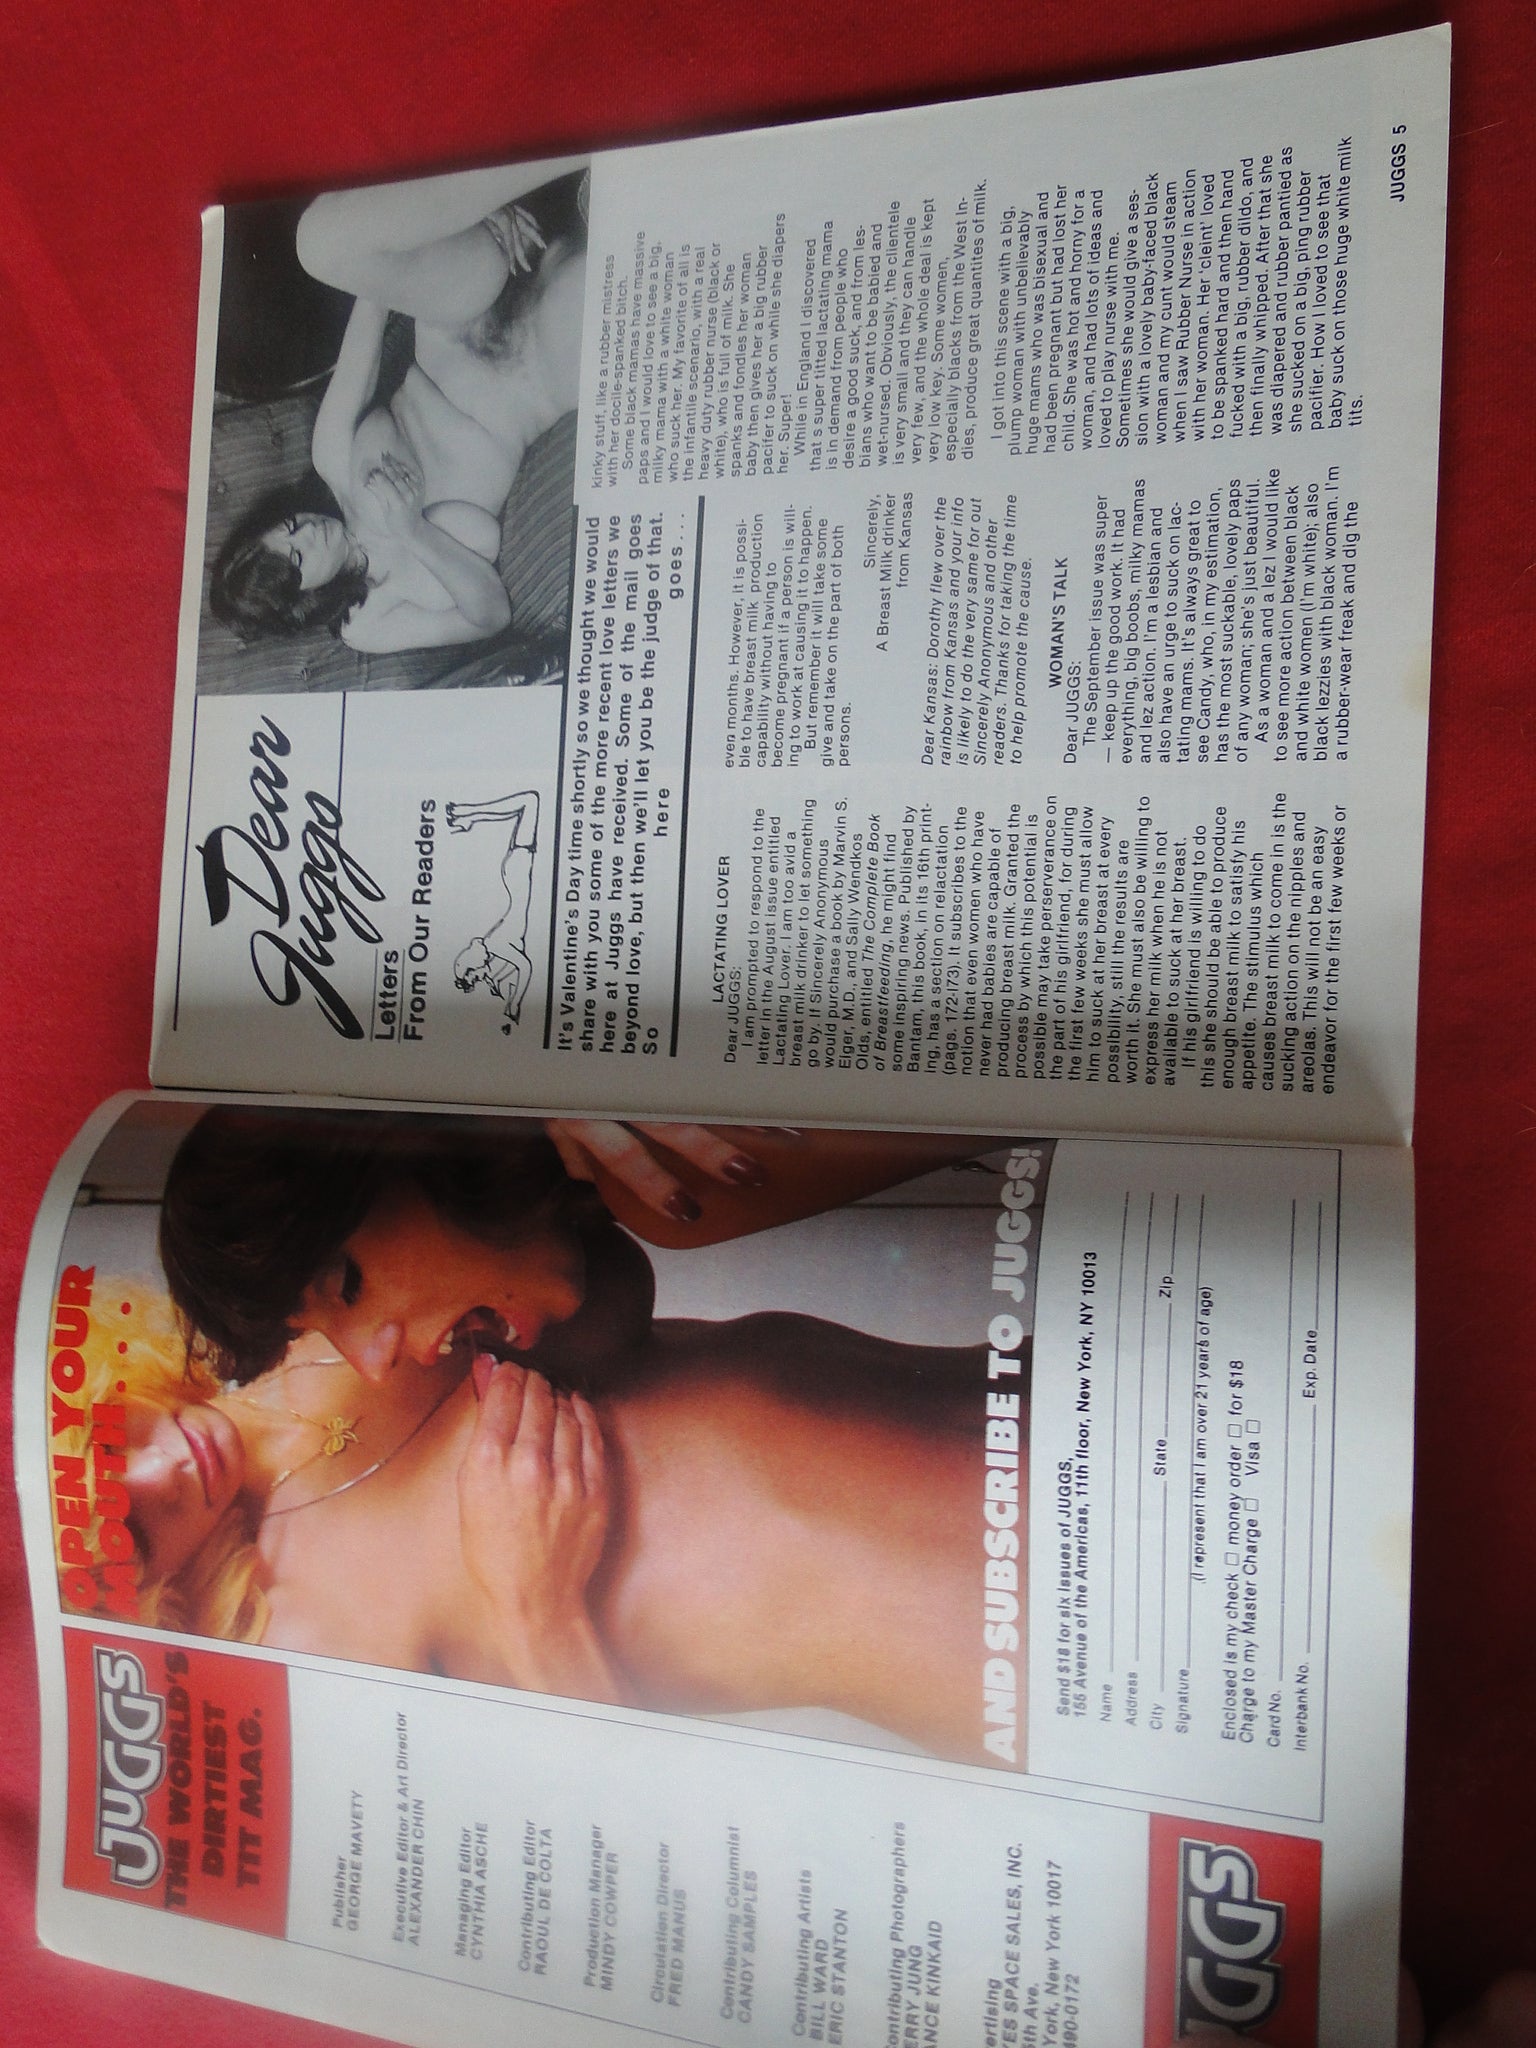 JUGGS
THE WORLD'S
DIRTIEST
TIT MAG.
Publisher
GEORGE MAVETY
Executive Editor & Art Director
ALEXANDER CHIN
Managing Editor
CYNTHIA ASCHE
Contributing Editor
RAOUL DE COLTA
Production Manager
MINDY COWPER
Circulation Director
FRED MANUS
Contributing Columnist
CANDY SAMPLES
Contributing Artists
BILL WARD
ERIC STANTON
ontributing Photographers
ERRY JUNG
ANCE KINKAID
ertising
ES SPACE SALES, INC.
5th Ave.
York, New York 10017
490-0172
GGS
OPEN YOUR
MOUTH....
AND SUBSCRIBE TO JUGGS!
Send $18 for six issues of JUGGS,
155 Avenue of the Americas, 11th floor, New York, NY 10013
Name
Address
City State Zip
Signature
(I represent that I am over 21 years of age)
Enclosed is my check □ money order □ for $18
Charge to my Master Charge □ Visa □
Card No.
Interbank No. Exp. Date
Dear
Juggs
Letters
From Our Readers
It's Valentine's Day time shortly so we thought we would
share with you some of the more recent love letters we
here at Juggs have received. Some of the mail goes
beyond love, but then we'll let you be the judge of that.
So here goes...
LACTATING LOVER
Dear JUGGS:
I am prompted to respond to the
letter in the August issue entitled
Lactating Lover. I am too avid a
breast milk drinker to let something
go by. If Sincerely Anonymous
would purchase a book by Marvin S.
Eiger, M.D., and Sally Wendkos
Olds, entitled The Complete Book
of Breastfeeding, he might find
some inspiring news. Published by
Bantam, this book, in its 16th print-
ing, has a section on relactation
(pags. 172-I73). It subscribes to the
notion that even women who have
never had babies are capable of
producing breast milk. Granted the
process by which this potential is
possible may take perserverance on
the part of his girlfriend, for during
the first few weeks she must allow
him to suck at her breast at every
possibility, still the results are
worth it. She must also be willing to
express her milk when he is not
available to suck at her breast.
If his girlfriend is willing to do
this she should be able to produce
enough breast milk to satisfy his
appetite. The stimulus which
causes breast milk to come in is the
sucking action on the nipples and
areolas. This will not be an easy
endeavor for the first few weeks or
even months. However, it is possi-
ble to have breast milk production
capability without having to
become pregnant if a person is will-
ing to work at causing it to happen.
But remember it will take some
give and take on the part of both
persons.
Sincerely,
A Breast Milk drinker
from Kansas
Dear Kansas: Dorothy flew over the
rainbow from Kansas and your info
is likely to do the very same for out
Sincerely Anonymous and other
readers. Thanks for taking the time
to help promote the cause.
WOMAN'S TALK
Dear JUGGS:
The September issue was super
— keep up the good work. It had
everything, big boobs, milky mamas
and lez action. I'm a lesbian and
also have an urge to suck on lac-
tating mams. It's always great to
see Candy, who, in my estimation,
has the most suckable, lovely paps
of any woman; she's just beautiful.
As a woman and a lez I would like
to see more action between black
and white women (I'm white); also
black lezzies with black woman. I'm
a rubber-wear freak and dig the
kinky stuff, like a rubber mistress
with her docile-spanked bitch.
Some black mamas have massive
paps and I would love to see a big,
milky mama with a white woman
who suck her. My favorite of all is
the infantile scenario, with a real
heavy duty rubber nurse (black or
white), who is full of milk. She
spanks and fondles her woman
baby then gives her a big rubber
pacifer to suck on while she diapers
her. Super!
While in England I discovered
that s super titted lactating mama
is in demand from people who
desire a good suck, and from les-
bians who want to be babied and
wet-nursed. Obviously, the clientele
is very small and they can handle
very few, and the whole deal is kept
very low key. Some women,
especially blacks from the West In-
dies, produce great quantites of milk.
I got into this scene with a big,
plump woman with unbelievably
huge mams who was bisexual and
had been pregnant but had lost her
child. She was hot and horny for a
woman, and had lots of ideas and
loved to play nurse with me.
Sometimes she would give a ses-
sion with a lovely baby-faced black
woman and my cunt would steam
when I saw Rubber Nurse in action
with her woman. Her 'cleint' loved
to be spanked hard and then hand
fucked with a big, rubber dildo, and
then finally whipped. After that she
was diapered and rubber pantied as
she sucked on a big, ping rubber
pacifier. How I loved to see that
baby suck on those huge white milk
tits.
JUGGS 5